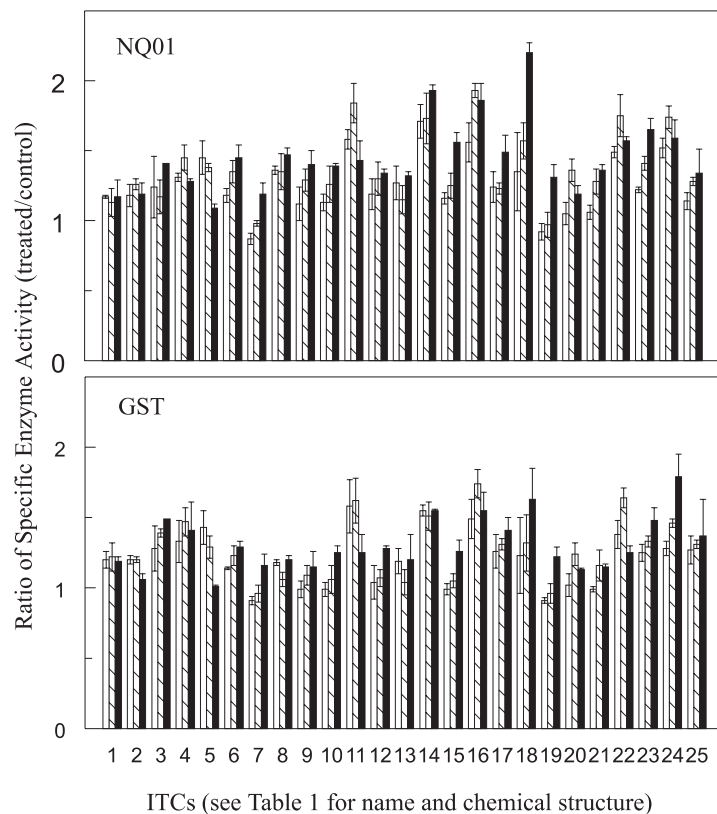 NQ01
2
1
0
GST
2
1
0
Ratio of Specific Enzyme Activity (treated/control)
1 2 3 4 5 6 7 8 9 10 11 12 13 14 15 16 17 18 19 20 21 22 23 24 25
ITCs (see Table 1 for name and chemical structure)